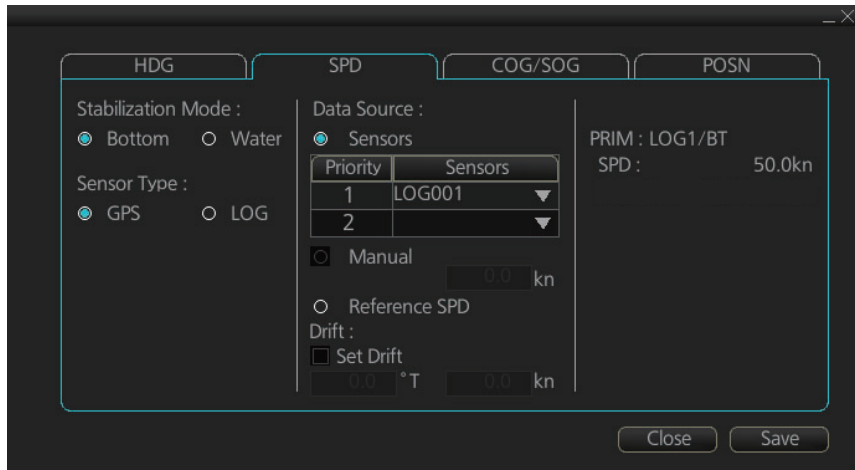 HDG SPD COG/SOG POSN
Stabilization Mode :
Bottom Water
Sensor Type :
GPS LOG
Data Source :
Sensors
Priority Sensors
1 LOG001
2
Manual
0.0 kn
Reference SPD
Drift :
Set Drift
0.0 °T 0.0 kn
PRIM : LOG1/BT
SPD : 50.0kn
Close Save